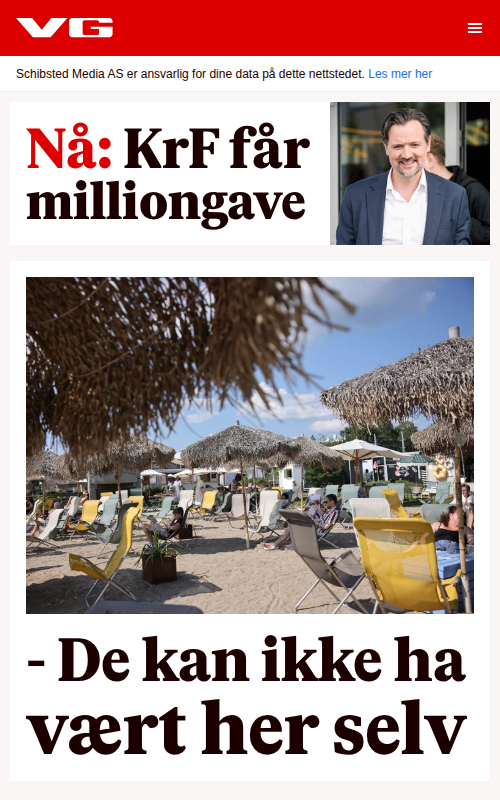 VG
Schibsted Media AS er ansvarlig for dine data på dette nettstedet. Les mer her
Nå: KrF får
milliongave
- De kan ikke ha
vært her selv